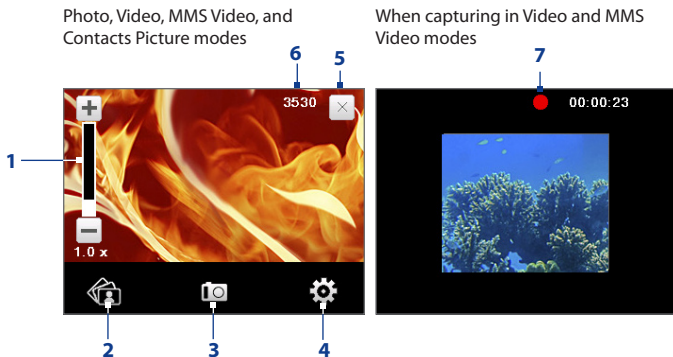 Photo, Video, MMS Video, and
Contacts Picture modes
When capturing in Video and MMS
Video modes
6
5
7
3530
00:00:23
1
1.0 x
2
3
4